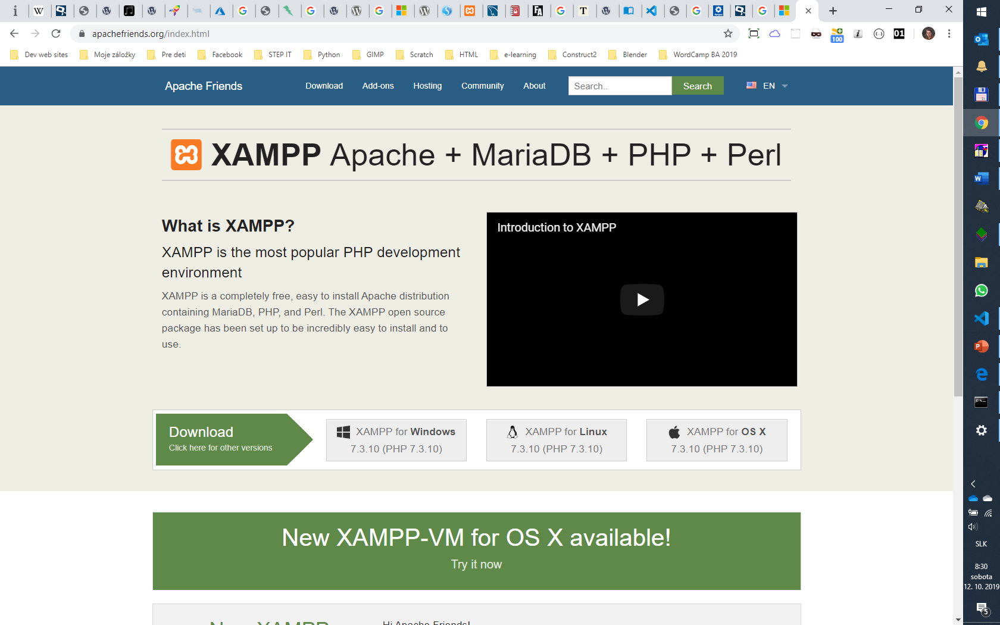 apachefriends.org/index.html
100
01
Dev web sites Moje záložky Pre deti Facebook STEP IT Python GIMP Scratch HTML e-learning Construct2 Blender WordCamp BA 2019
Apache Friends Download Add-ons Hosting Community About Search.. Search EN
XAMPP Apache + MariaDB + PHP + Perl
What is XAMPP?
XAMPP is the most popular PHP development
environment
XAMPP is a completely free, easy to install Apache distribution
containing MariaDB, PHP, and Perl. The XAMPP open source
package has been set up to be incredibly easy to install and to
use.
Introduction to XAMPP
Download
Click here for other versions
XAMPP for Windows
7.3.10 (PHP 7.3.10)
XAMPP for Linux
7.3.10 (PHP 7.3.10)
XAMPP for OS X
7.3.10 (PHP 7.3.10)
New XAMPP-VM for OS X available!
Try it now
New XAMPP
Hi Apache Friends!
SLK
8:30
sobota
12. 10. 2019
5